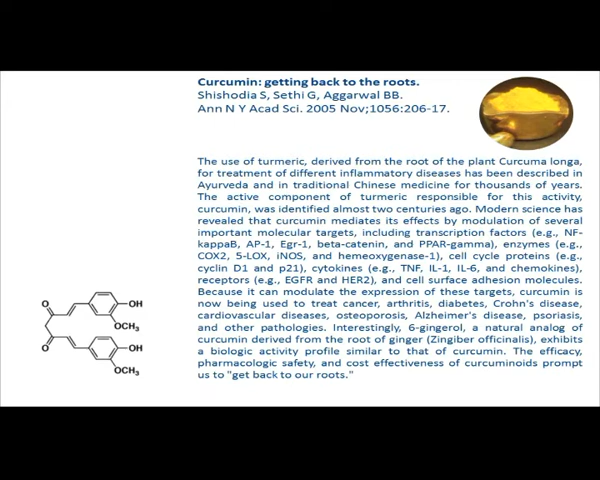 Curcumin: getting back to the roots.
Shishodia S, Sethi G, Aggarwal BB.
Ann N Y Acad Sci. 2005 Nov;1056:206-17.
The use of turmeric, derived from the root of the plant Curcuma longa,
for treatment of different inflammatory diseases has been described in
Ayurveda and in traditional Chinese medicine for thousands of years.
The active component of turmeric responsible for this activity,
curcumin, was identified almost two centuries ago. Modern science has
revealed that curcumin mediates its effects by modulation of several
important molecular targets, including transcription factors (e.g., NF-
kappaB, AP-1, Egr-1, beta-catenin, and PPAR-gamma), enzymes (e.g.,
COX2, 5-LOX, iNOS, and hemeoxygenase-1), cell cycle proteins (e.g.,
cyclin D1 and p21), cytokines (e.g., TNF, IL-1, IL-6, and chemokines),
receptors (e.g., EGFR and HER2), and cell surface adhesion molecules.
Because it can modulate the expression of these targets, curcumin is
now being used to treat cancer, arthritis, diabetes, Crohn's disease,
cardiovascular diseases, osteoporosis, Alzheimer's disease, psoriasis,
and other pathologies. Interestingly, 6-gingerol, a natural analog of
curcumin derived from the root of ginger (Zingiber officinalis), exhibits
a biologic activity profile similar to that of curcumin. The efficacy,
pharmacologic safety, and cost effectiveness of curcuminoids prompt
us to "get back to our roots."
O
OH
OCH3
O
OH
OCH3